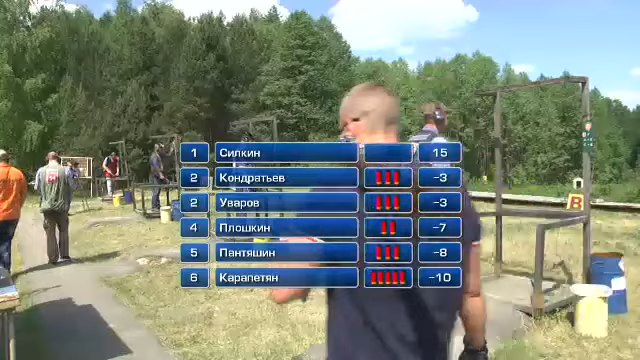 1 Силкин 15
2 Кондратьев -3
2 Уваров -3
4 Плошкин -7
5 Пантяшин -8
6 Карапетян -10
B